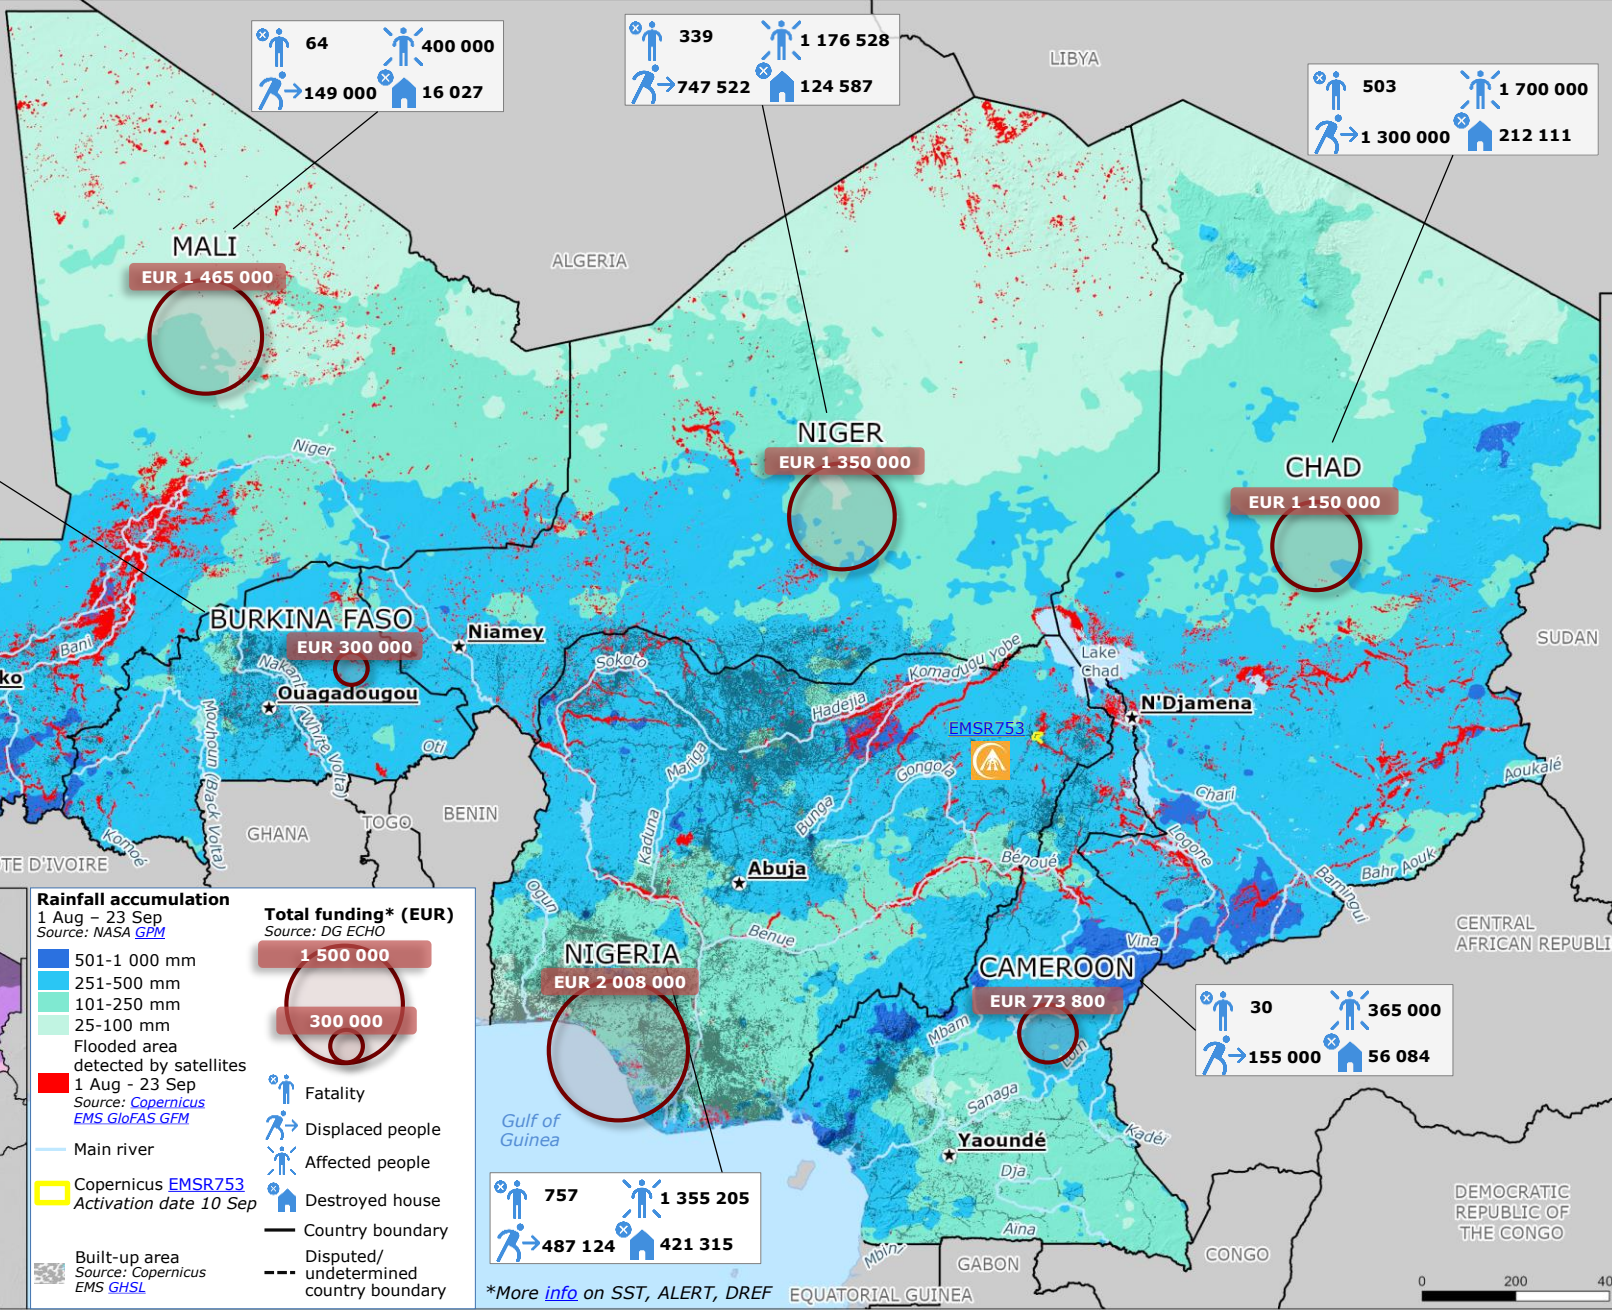 64
400 000
149 000
16 027
339
1 176 528
747 522
124 587
503
1 700 000
1 300 000
212 111
LIBYA
ALGERIA
MALI
EUR 1 465 000
NIGER
EUR 1 350 000
CHAD
EUR 1 150 000
Niger
BURKINA FASO
EUR 300 000
Niamey
SUDAN
Bani
ko
Ouagadougou
Sokoto
Komadugu Yobe
Lake
Chad
Hadejia
N'Djamena
EMSR753
Mouhoun (Back Volta)
(White Volta)
Oti
Mariga
Gongola
Aoukalé
Chari
Bunga
Kaduna
Logone
GHANA
TOGO
BENIN
TE D'IVOIRE
Komoé
Abuja
Bénoué
Bahr Aouk
Bamingui
Ogun
Benue
Vina
CENTRAL
AFRICAN REPUBLI
NIGERIA
EUR 2 008 000
CAMEROON
EUR 773 800
30
365 000
155 000
56 084
Mbam
Lom
Sanaga
Kadéï
Yaoundé
Dja
Aïna
Gulf of
Guinea
757
1 355 205
487 124
421 315
DEMOCRATIC
REPUBLIC OF
THE CONGO
CONGO
GABON
EQUATORIAL GUINEA
Rainfall accumulation
1 Aug – 23 Sep
Source: NASA GPM
501-1 000 mm
251-500 mm
101-250 mm
25-100 mm
Flooded area
detected by satellites
1 Aug - 23 Sep
Source: Copernicus
EMS GloFAS GFM
Main river
Copernicus EMSR753
Activation date 10 Sep
Built-up area
Source: Copernicus
EMS GHSL
Total funding* (EUR)
Source: DG ECHO
1 500 000
300 000
Fatality
Displaced people
Affected people
Destroyed house
Country boundary
Disputed/
undetermined
country boundary
*More info on SST, ALERT, DREF
0 200 40